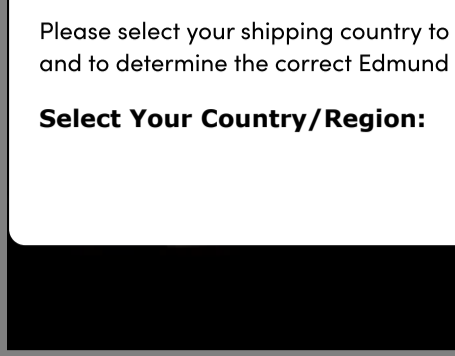 Please select your shipping country to
and to determine the correct Edmund
Select Your Country/Region: